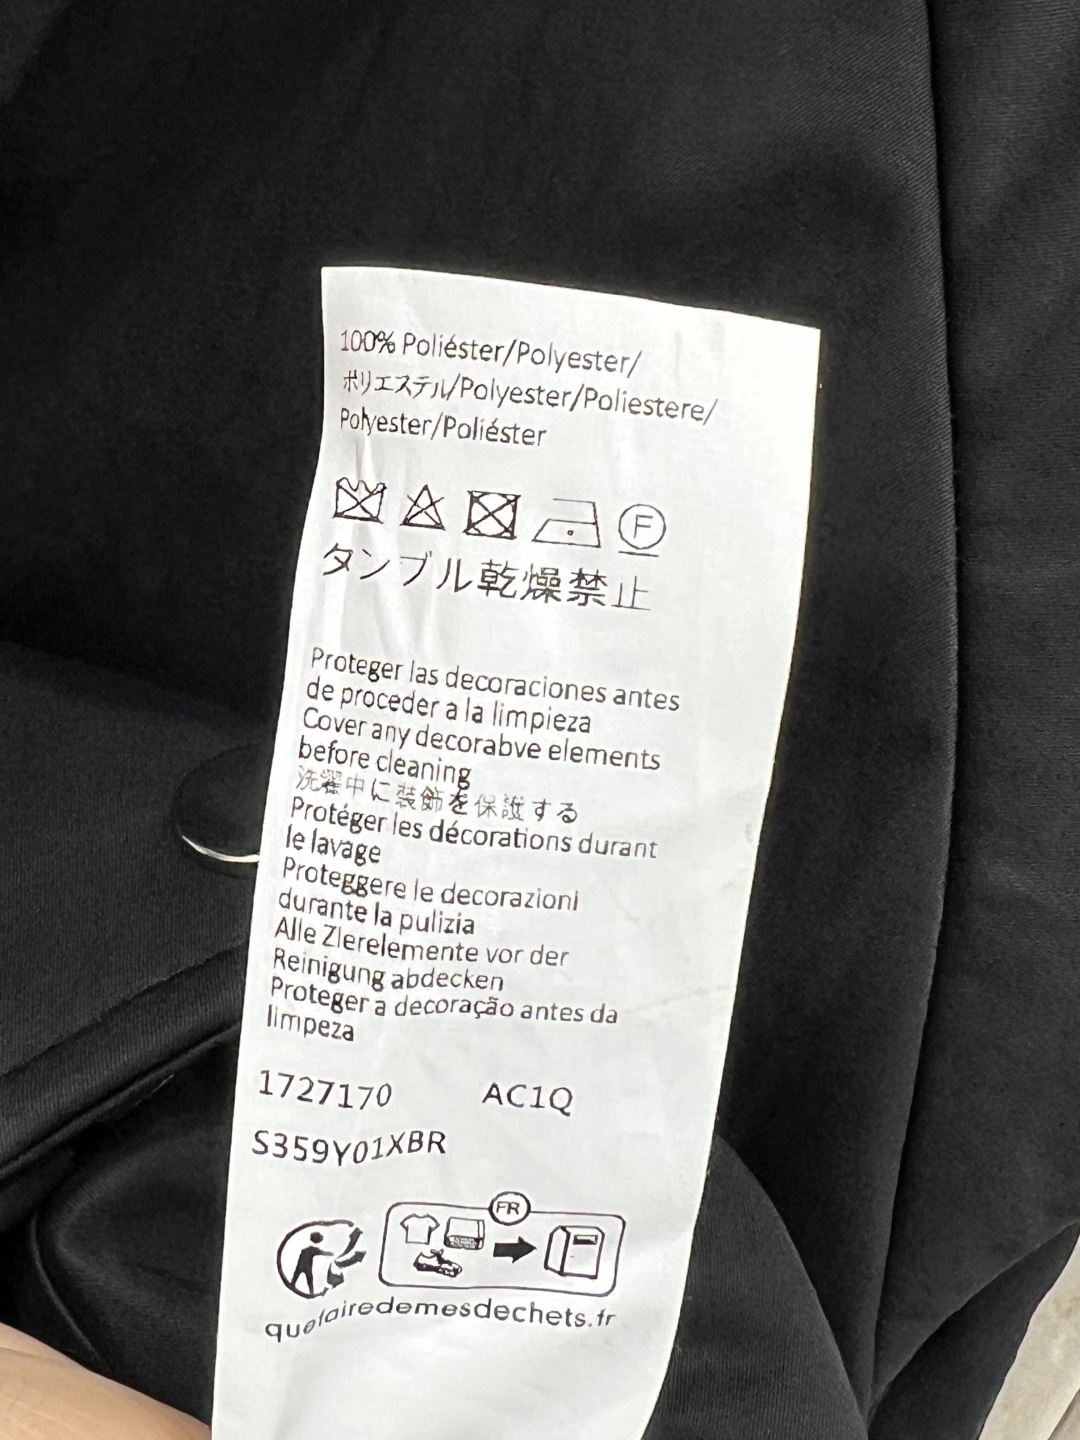 100% Poliéster/Polyester/
ポリエステル/Polyester/Poliestere/
Polyester/Poliéster
F
タンブル乾燥禁止
Proteger las decoraciones antes
de proceder a la limpieza
Cover any decorabve elements
before cleaning
洗濯中に装飾を保護する
Protéger les décorations durant
le lavage
Proteggere le decorazioni
durante la pulizia
Alle Zlerelemente vor der
Reinigung abdecken
Proteger a decoração antes da
limpeza
1727170 AC1Q
S359Y01XBR
FR
quefairedemesdechets.fr